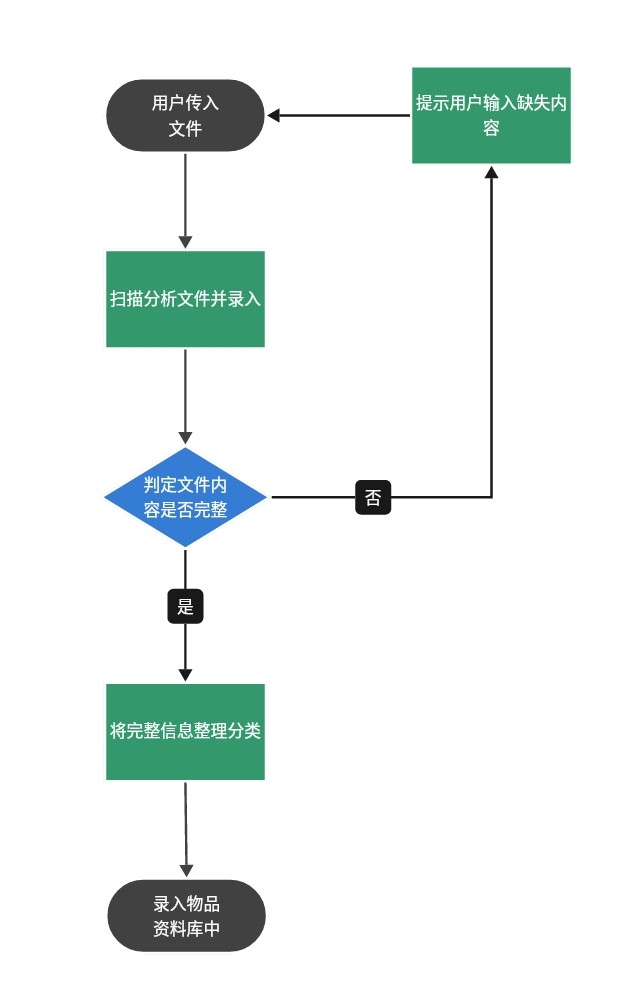 用户传入
文件
提示用户输入缺失内
容
扫描分析文件并录入
判定文件内
容是否完整
否
是
将完整信息整理分类
录入物品
资料库中